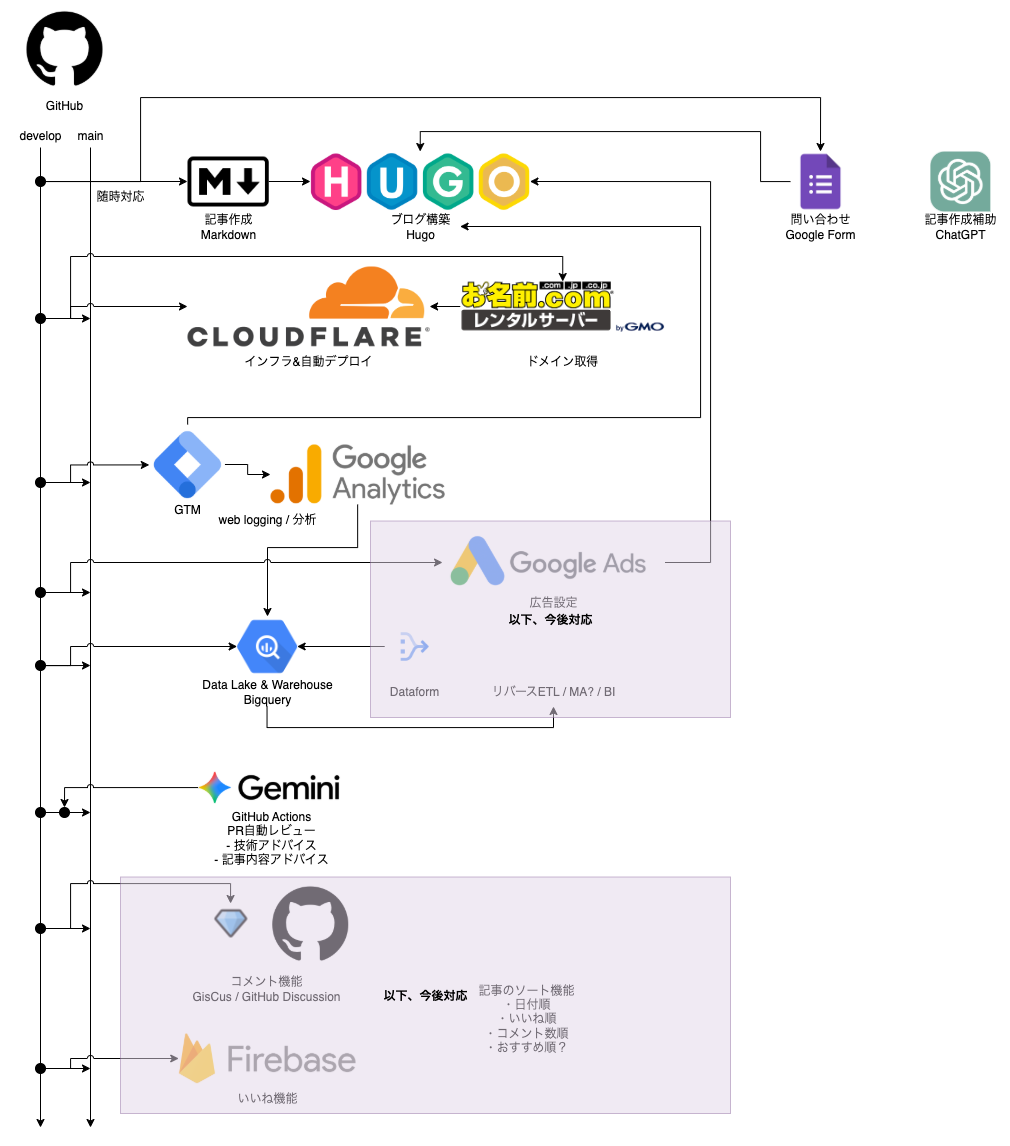 GitHub
develop
main
随時対応
M
記事作成
Markdown
HUGO
ブログ構築
Hugo
問い合わせ
Google Form
記事作成補助
ChatGPT
CLOUDFLARE®
インフラ&自動デプロイ
.com .jp .co.jp
お名前.com
レンタルサーバー
by GMO
ドメイン取得
GTM
Google
Analytics
web logging / 分析
Google Ads
広告設定
以下、今後対応
Data Lake & Warehouse
Bigquery
Dataform
リバースETL / MA? / BI
Gemini
GitHub Actions
PR自動レビュー
- 技術アドバイス
- 記事内容アドバイス
コメント機能
GisCus / GitHub Discussion
以下、今後対応
記事のソート機能
・日付順
・いいね順
・コメント数順
・おすすめ順？
Firebase
いいね機能